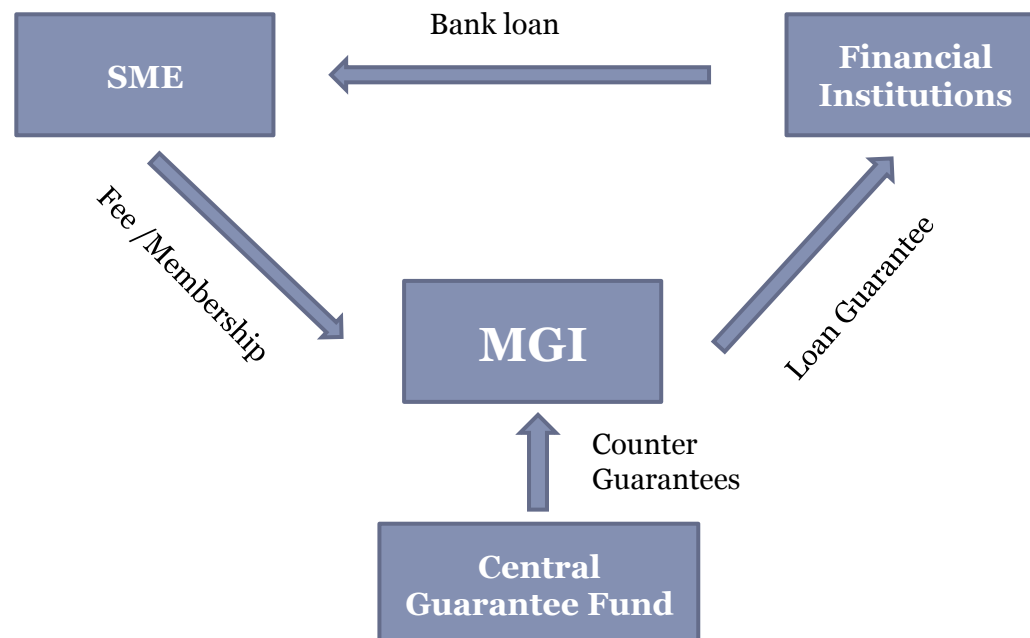 Bank loan
SME
Financial
Institutions
Fee /Membership
Loan Guarantee
MGI
Counter
Guarantees
Central
Guarantee Fund